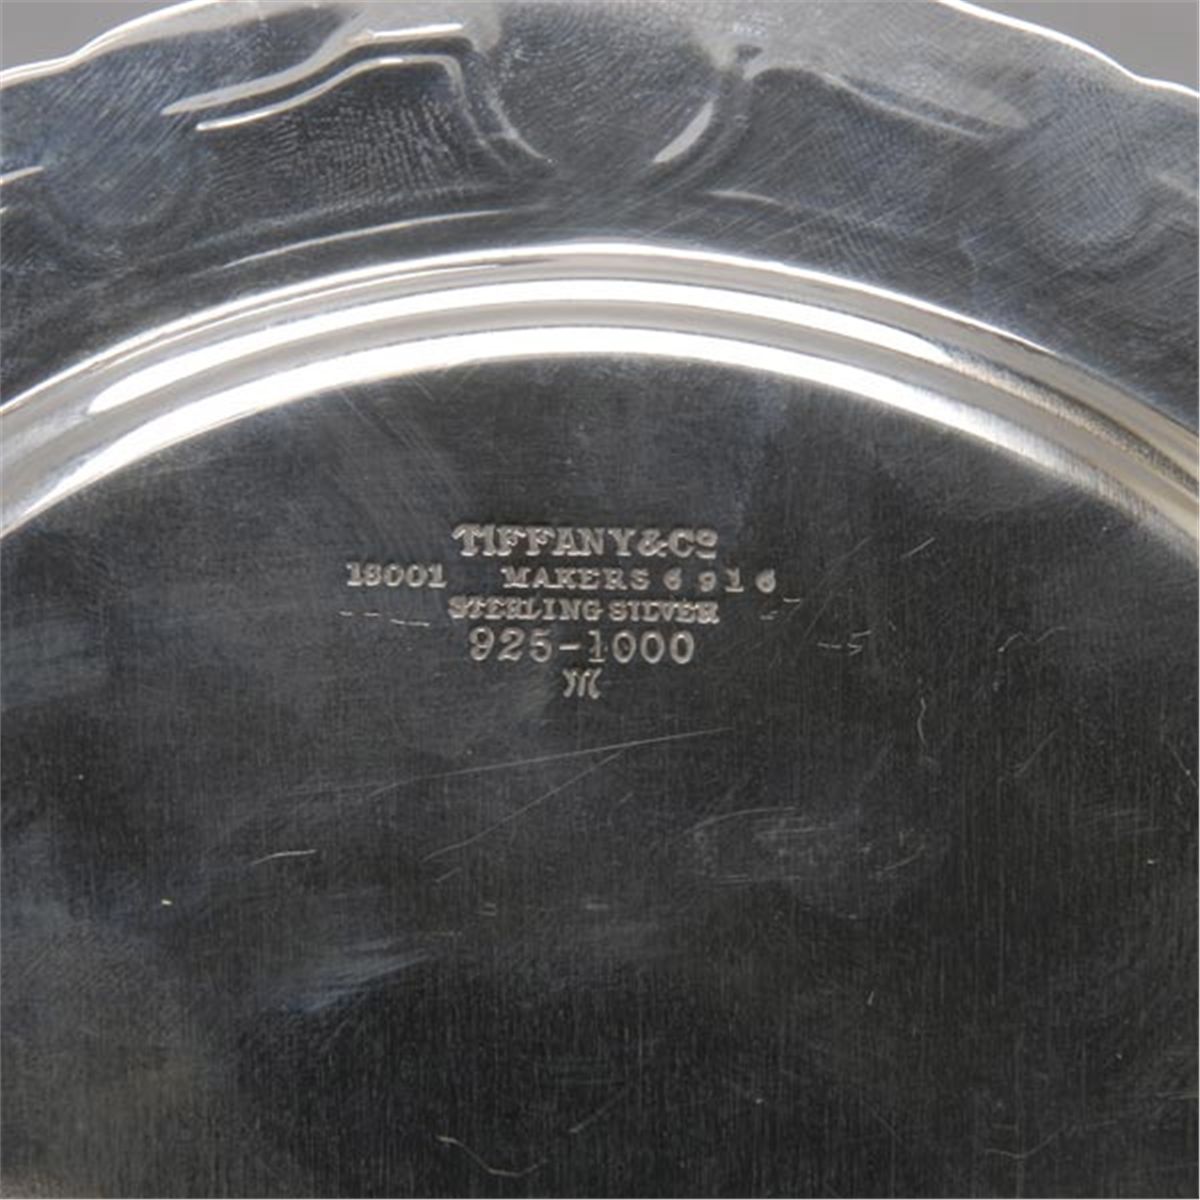 TIFFANY & Co
18001 MAKERS 6916
STERLING SILVER
925-1000
M